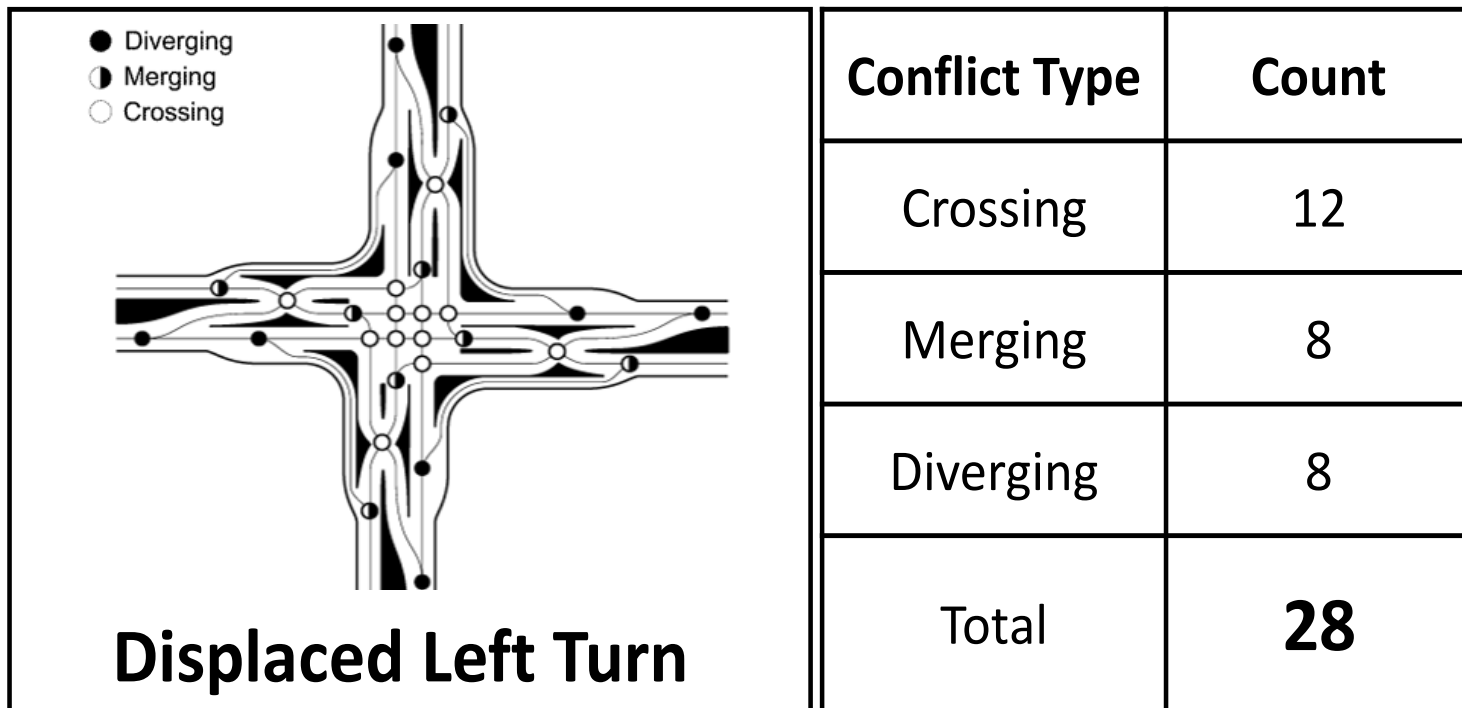 Diverging
Merging
Crossing
Displaced Left Turn
Conflict Type Count
Crossing 12
Merging 8
Diverging 8
Total 28